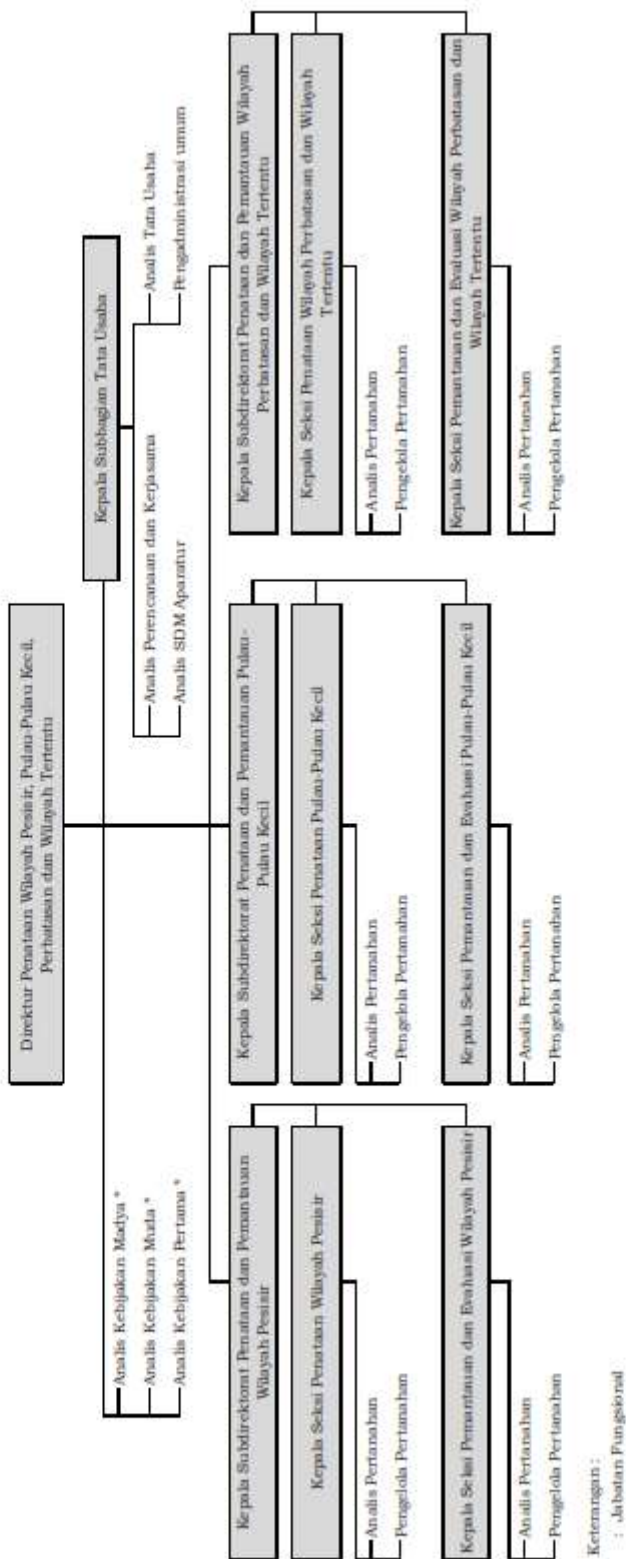 Direktur Penataan Wilayah Pesisir, Pulau-Pulau Kecil,
Perbatasan dan Wilayah Tertentu
Kepala Subbagian Tata Usaha
Analis Perencanaan dan Kerjasama
Analis SDM Aparatur
Analis Tata Usaha
Pengadministrasi umum
Analis Kebijakan Madya *
Analis Kebijakan Muda *
Analis Kebijakan Pertama *
Kepala Subdirektorat Penataan dan Pemantauan
Wilayah Pesisir
Kepala Seksi Penataan Wilayah Pesisir
Analis Pertanahan
Pengelola Pertanahan
Kepala Seksi Pemantauan dan Evaluasi Wilayah Pesisir
Analis Pertanahan
Pengelola Pertanahan
Kepala Subdirektorat Penataan dan Pemantauan Pulau-
Pulau Kecil
Kepala Seksi Penataan Pulau-Pulau Kecil
Analis Pertanahan
Pengelola Pertanahan
Kepala Seksi Pemantauan dan Evaluasi Pulau-Pulau Kecil
Analis Pertanahan
Pengelola Pertanahan
Kepala Subdirektorat Penataan dan Pemantauan Wilayah
Perbatasan dan Wilayah Tertentu
Kepala Seksi Penataan Wilayah Perbatasan dan Wilayah
Tertentu
Analis Pertanahan
Pengelola Pertanahan
Kepala Seksi Pemantauan dan Evaluasi Wilayah Perbatasan dan
Wilayah Tertentu
Analis Pertanahan
Pengelola Pertanahan
Keterangan :
: Jabatan Fungsional